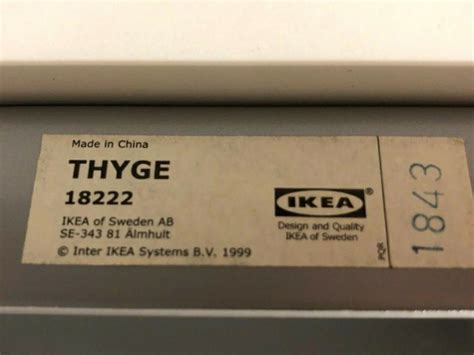 Made in China
THYGE
18222
IKEA of Sweden AB
SE-343 81 Älmhult
© Inter IKEA Systems B.V. 1999
IKEA®
Design and Quality
IKEA of Sweden
PQR
1843